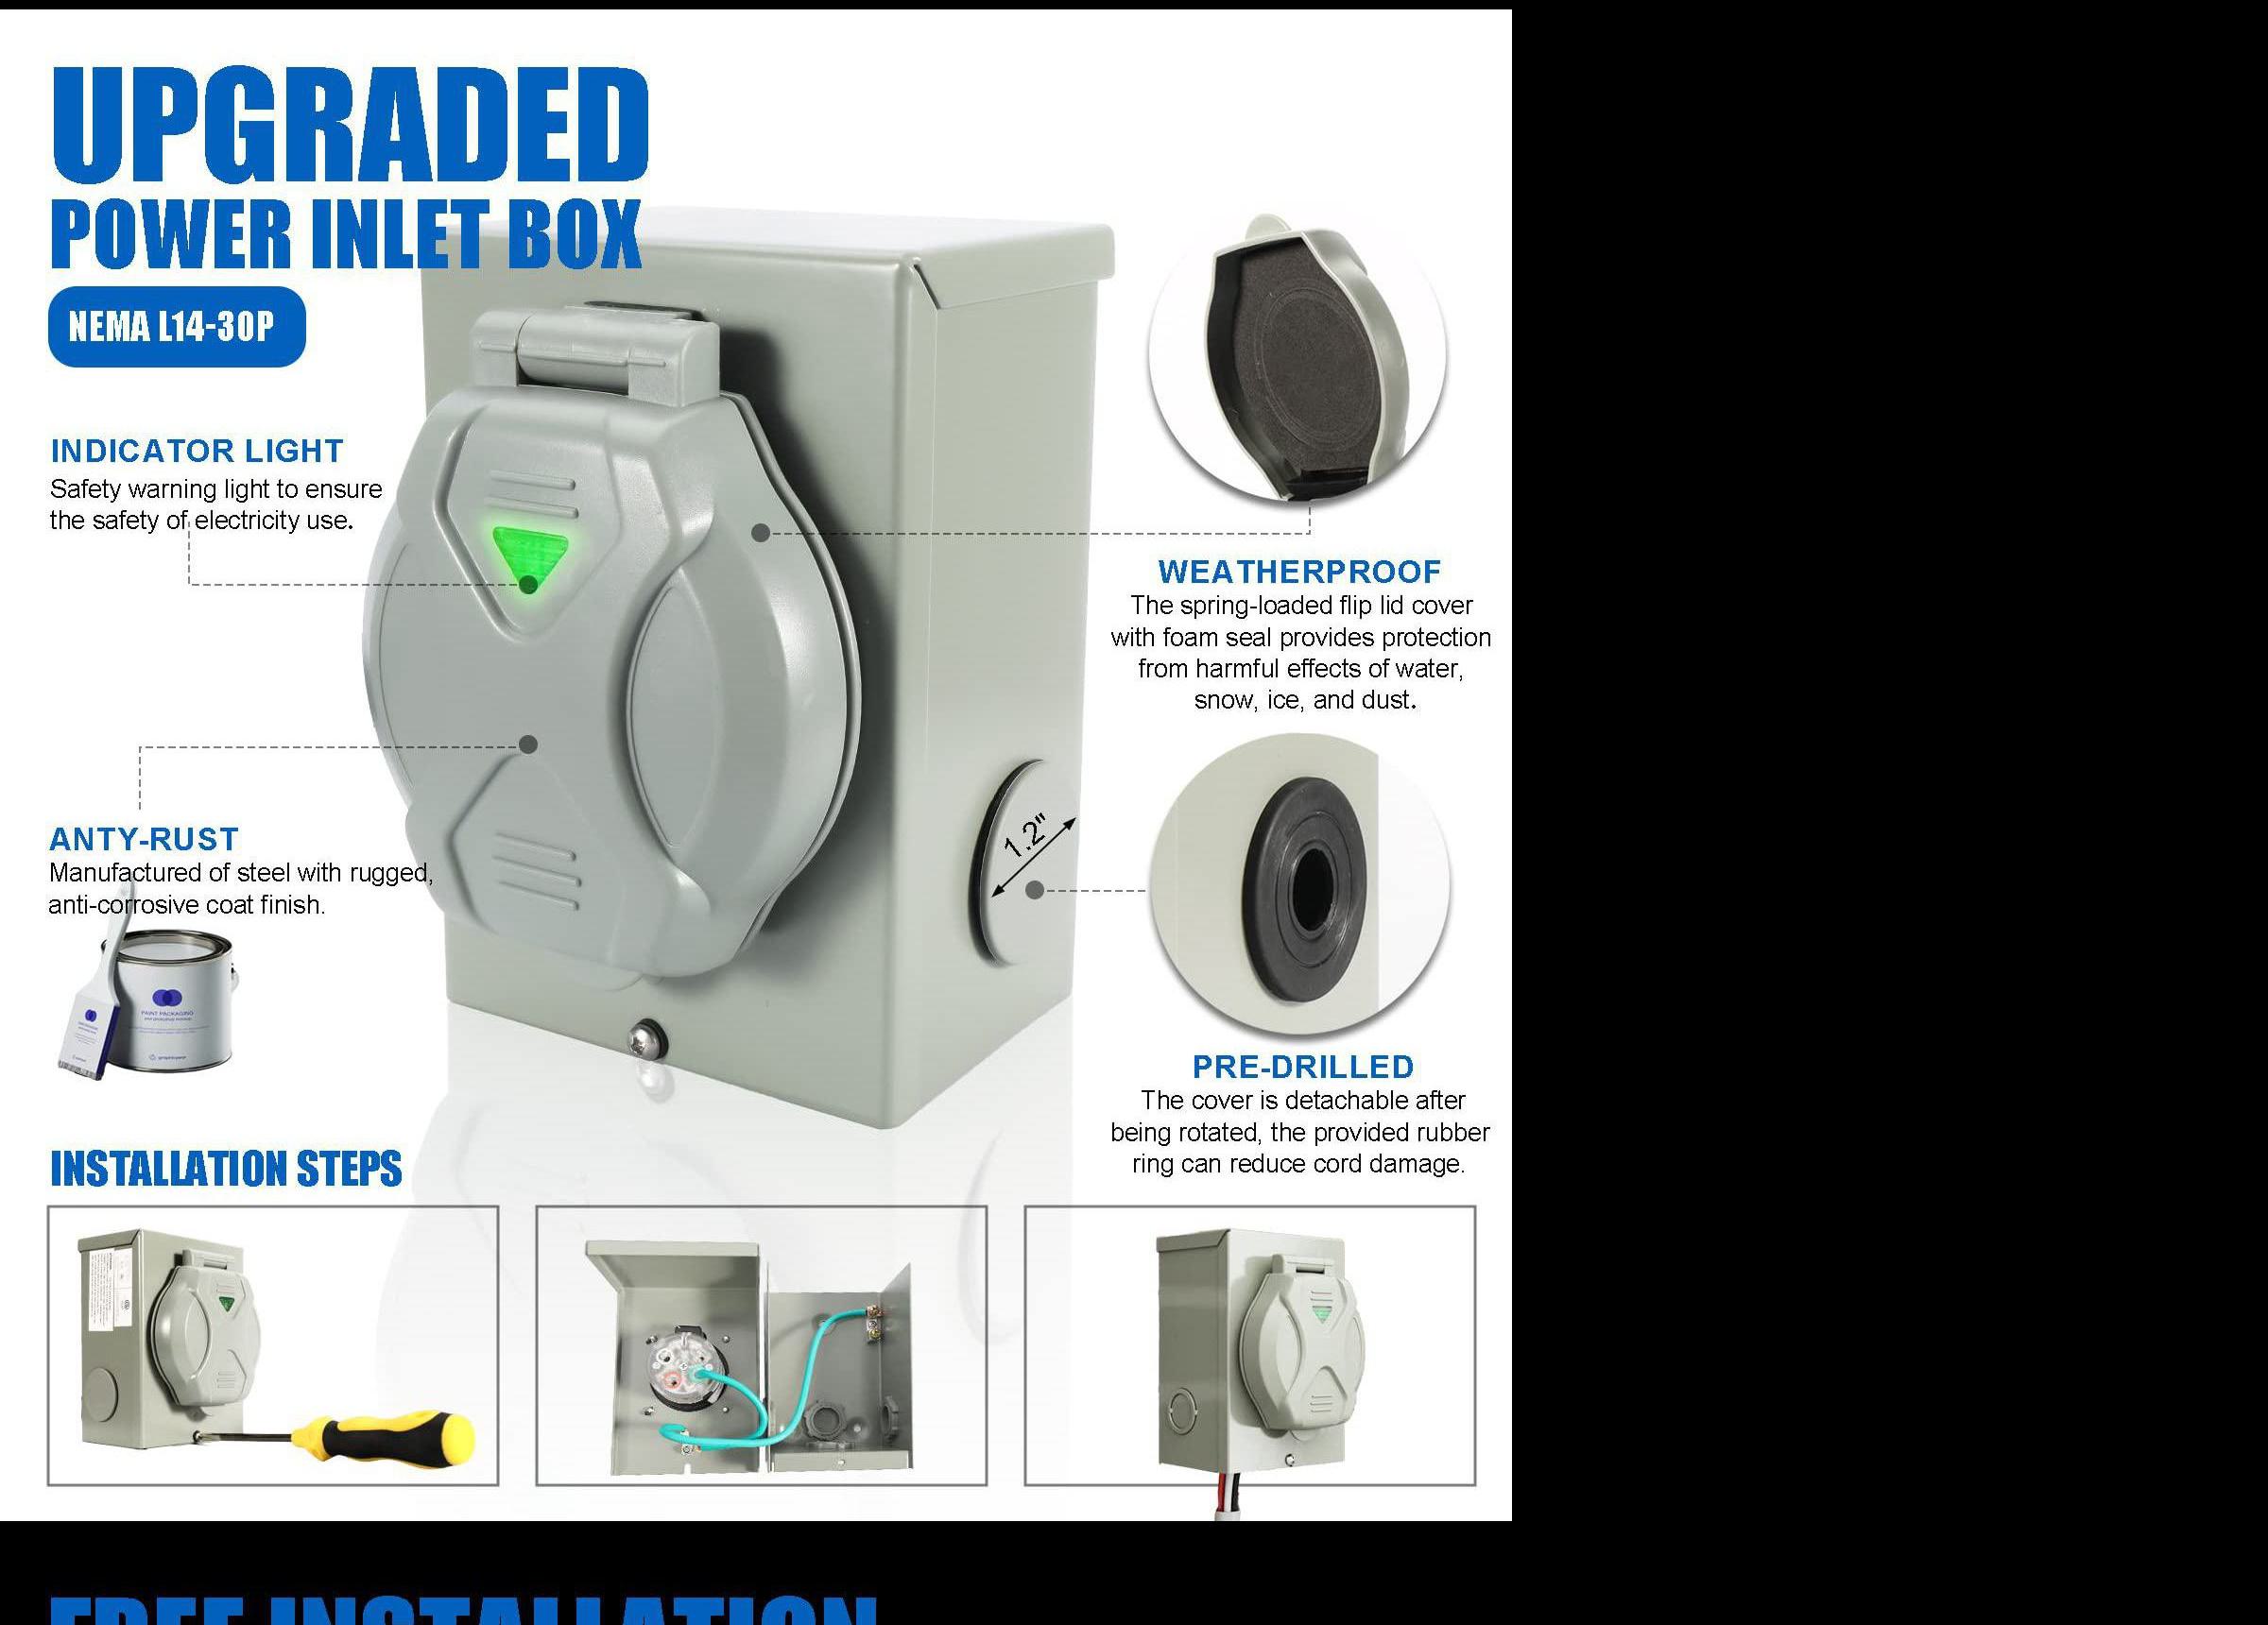 UPGRADED
POWER INLET BOX
NEMA L14-30P
INDICATOR LIGHT
Safety warning light to ensure
the safety of electricity use.
WEATHERPROOF
The spring-loaded flip lid cover
with foam seal provides protection
from harmful effects of water,
snow, ice, and dust.
ANTY-RUST
Manufactured of steel with rugged,
anti-corrosive coat finish.
1.2"
PAINT PACKAGING
PRE-DRILLED
The cover is detachable after
being rotated, the provided rubber
ring can reduce cord damage.
INSTALLATION STEPS
FREE INSTALLATION